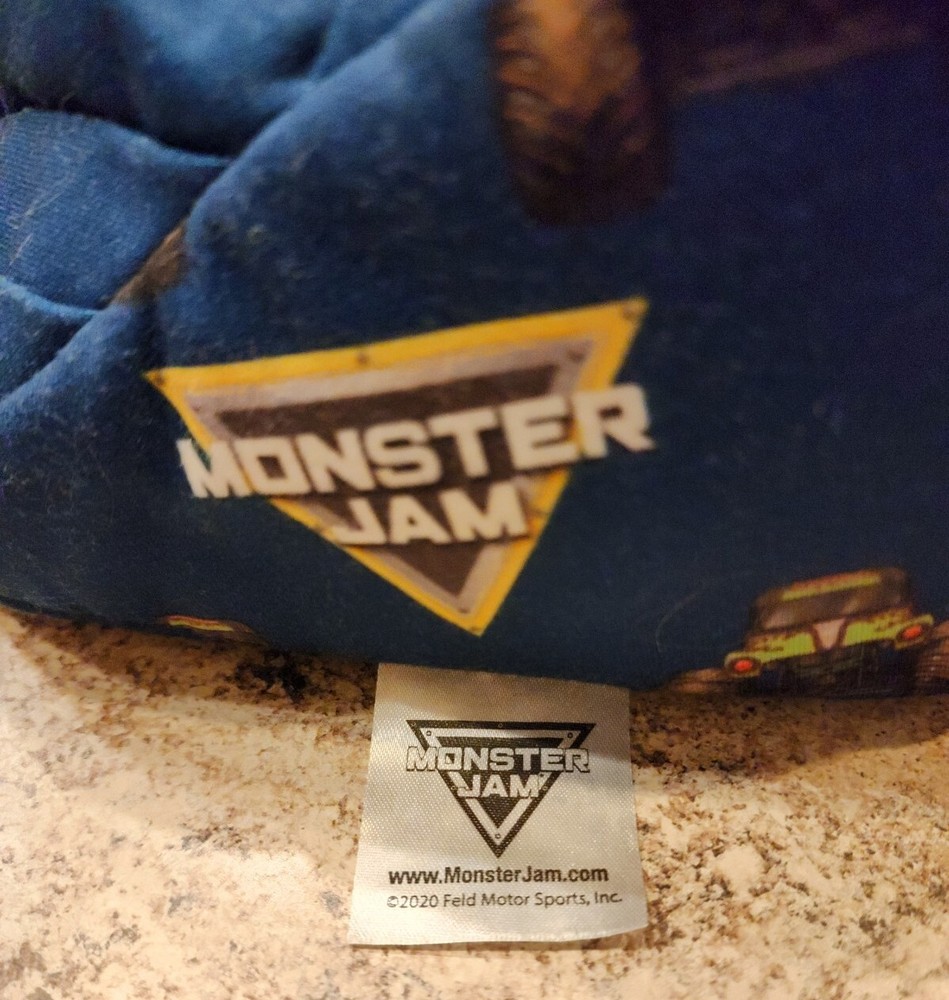 MONSTER
JAM
MONSTER
JAM
www.MonsterJam.com
©2020 Feld Motor Sports, Inc.